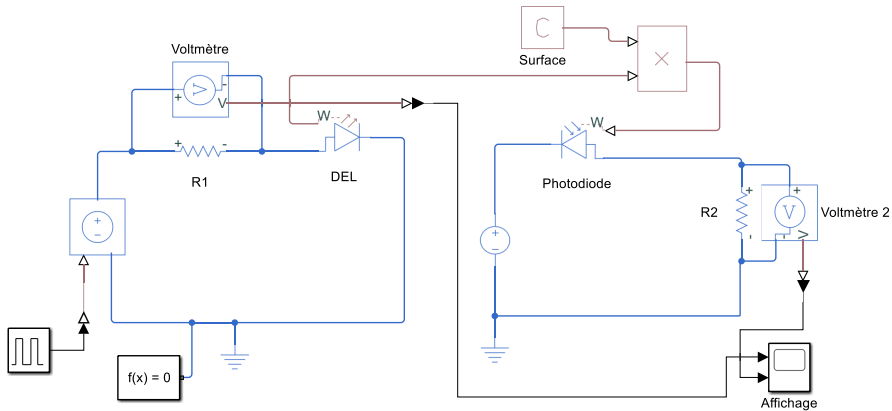 Voltmètre
C
Surface
×
+
-
V
V
W
W
+
-
R1
DEL
Photodiode
+
-
+
-
+
-
R2
+
V
-
V
Voltmètre 2
f(x) = 0
Affichage